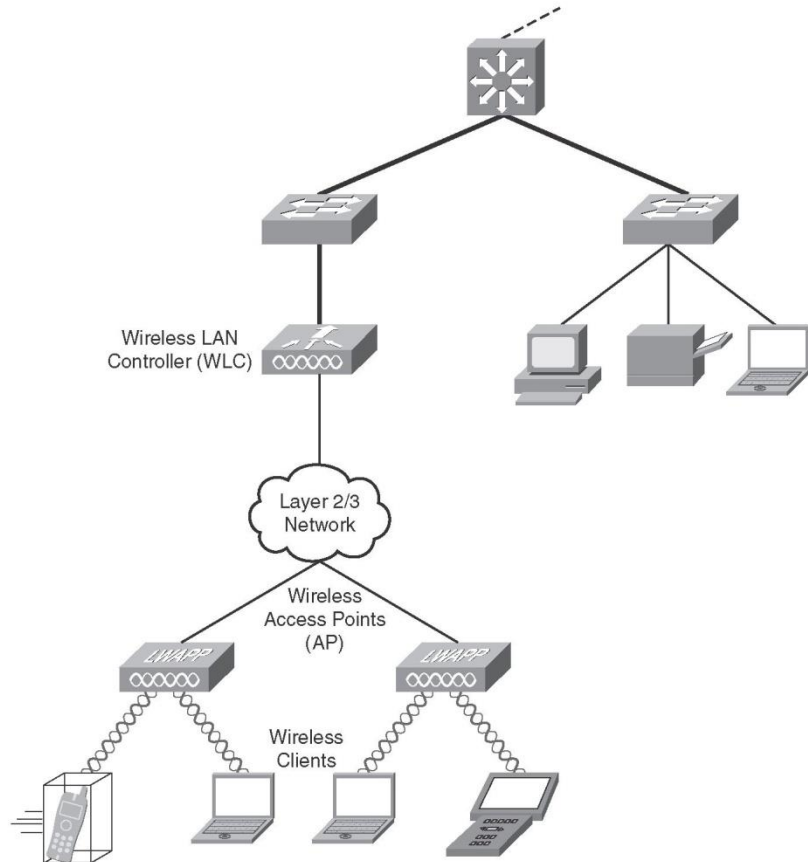 Wireless LAN
Controller (WLC)
Layer 2/3
Network
Wireless
Access Points
(AP)
LWAPP
LWAPP
Wireless
Clients